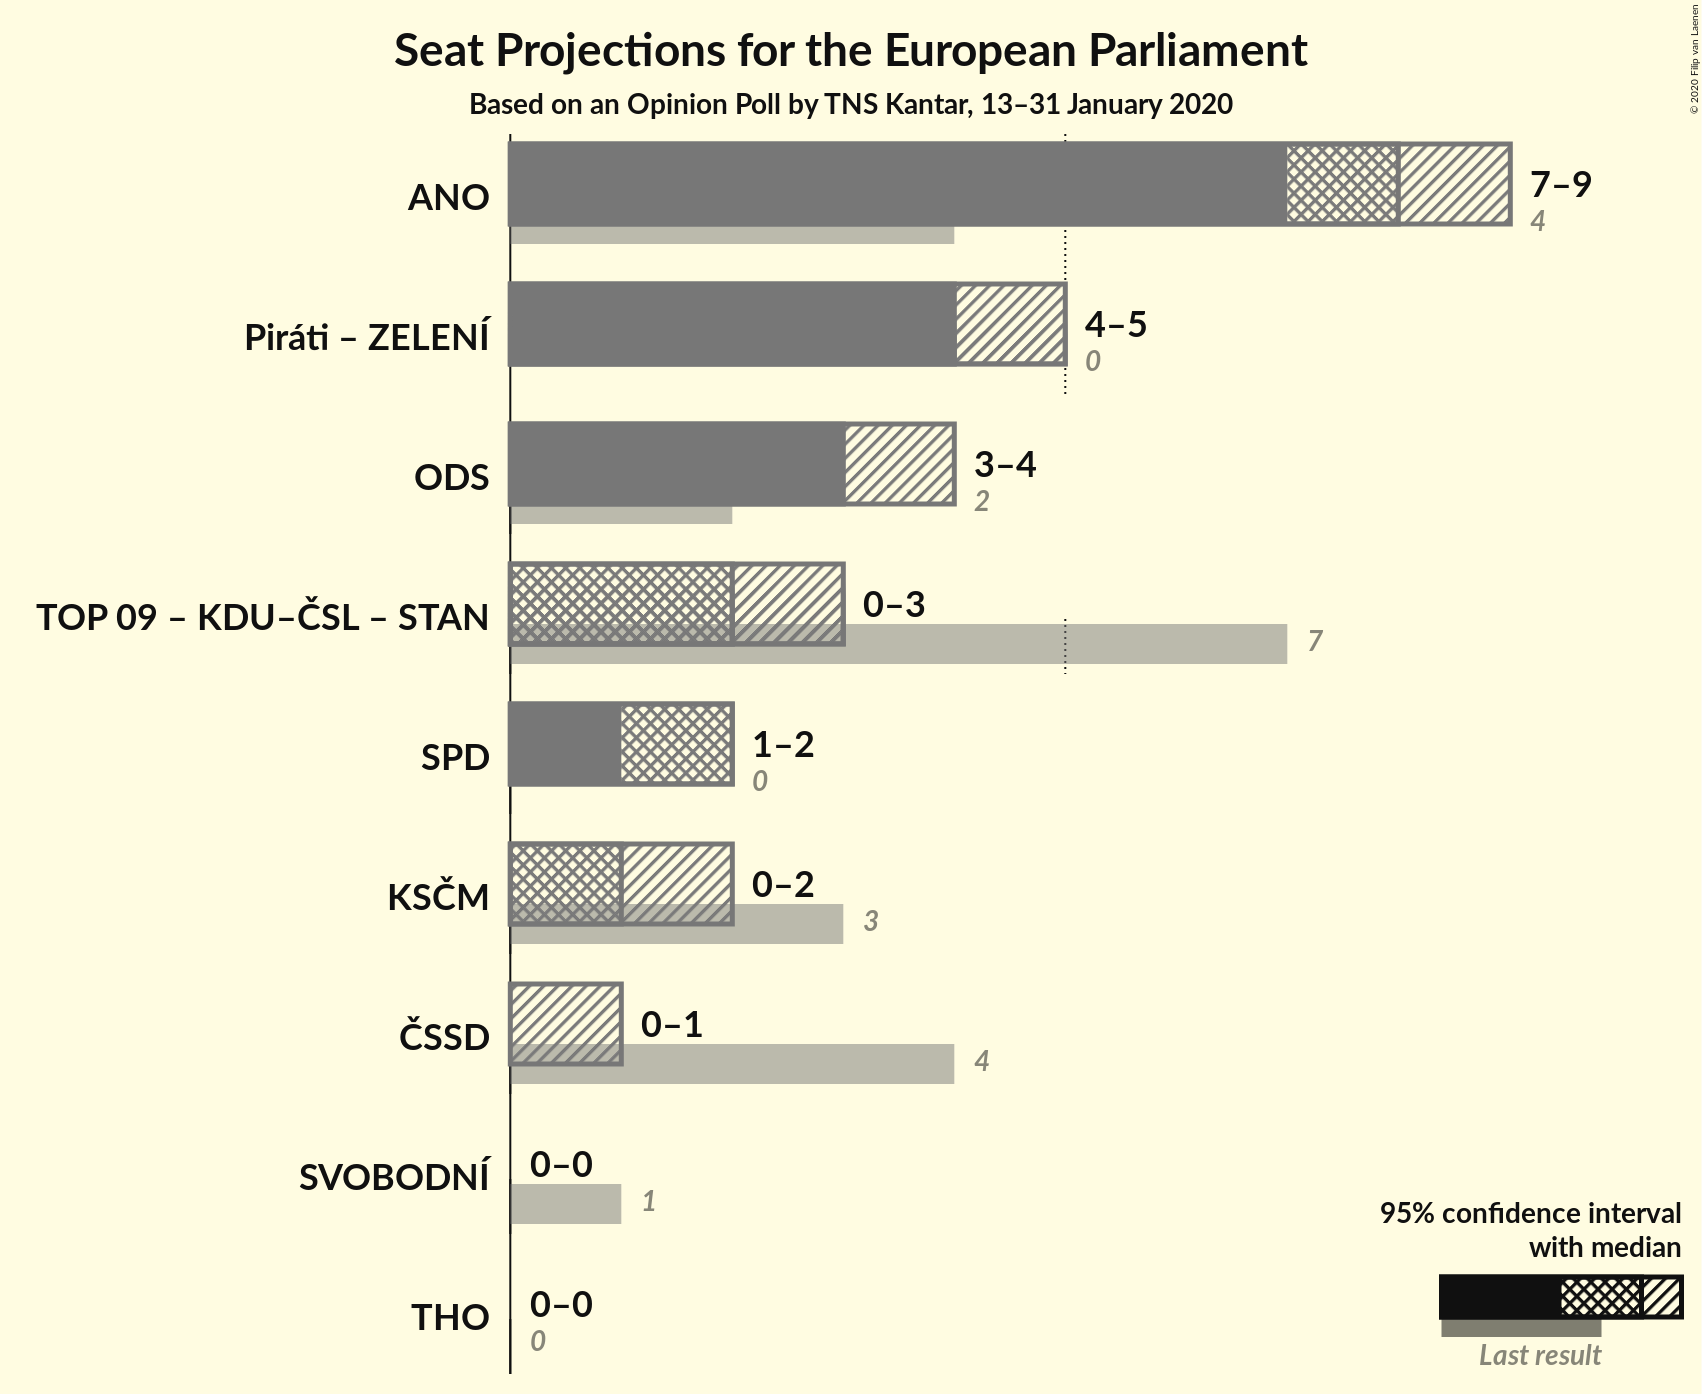 Seat Projections for the European Parliament
Based on an Opinion Poll by TNS Kantar, 13–31 January 2020
© 2020 Filip van Laenen
ANO
7–9
4
Piráti – ZELENÍ
4–5
0
ODS
3–4
2
TOP 09 – KDU–ČSL – STAN
0–3
7
SPD
1–2
0
KSČM
0–2
3
ČSSD
0–1
4
SVOBODNÍ
0–0
1
THO
0–0
0
95% confidence interval
with median
Last result